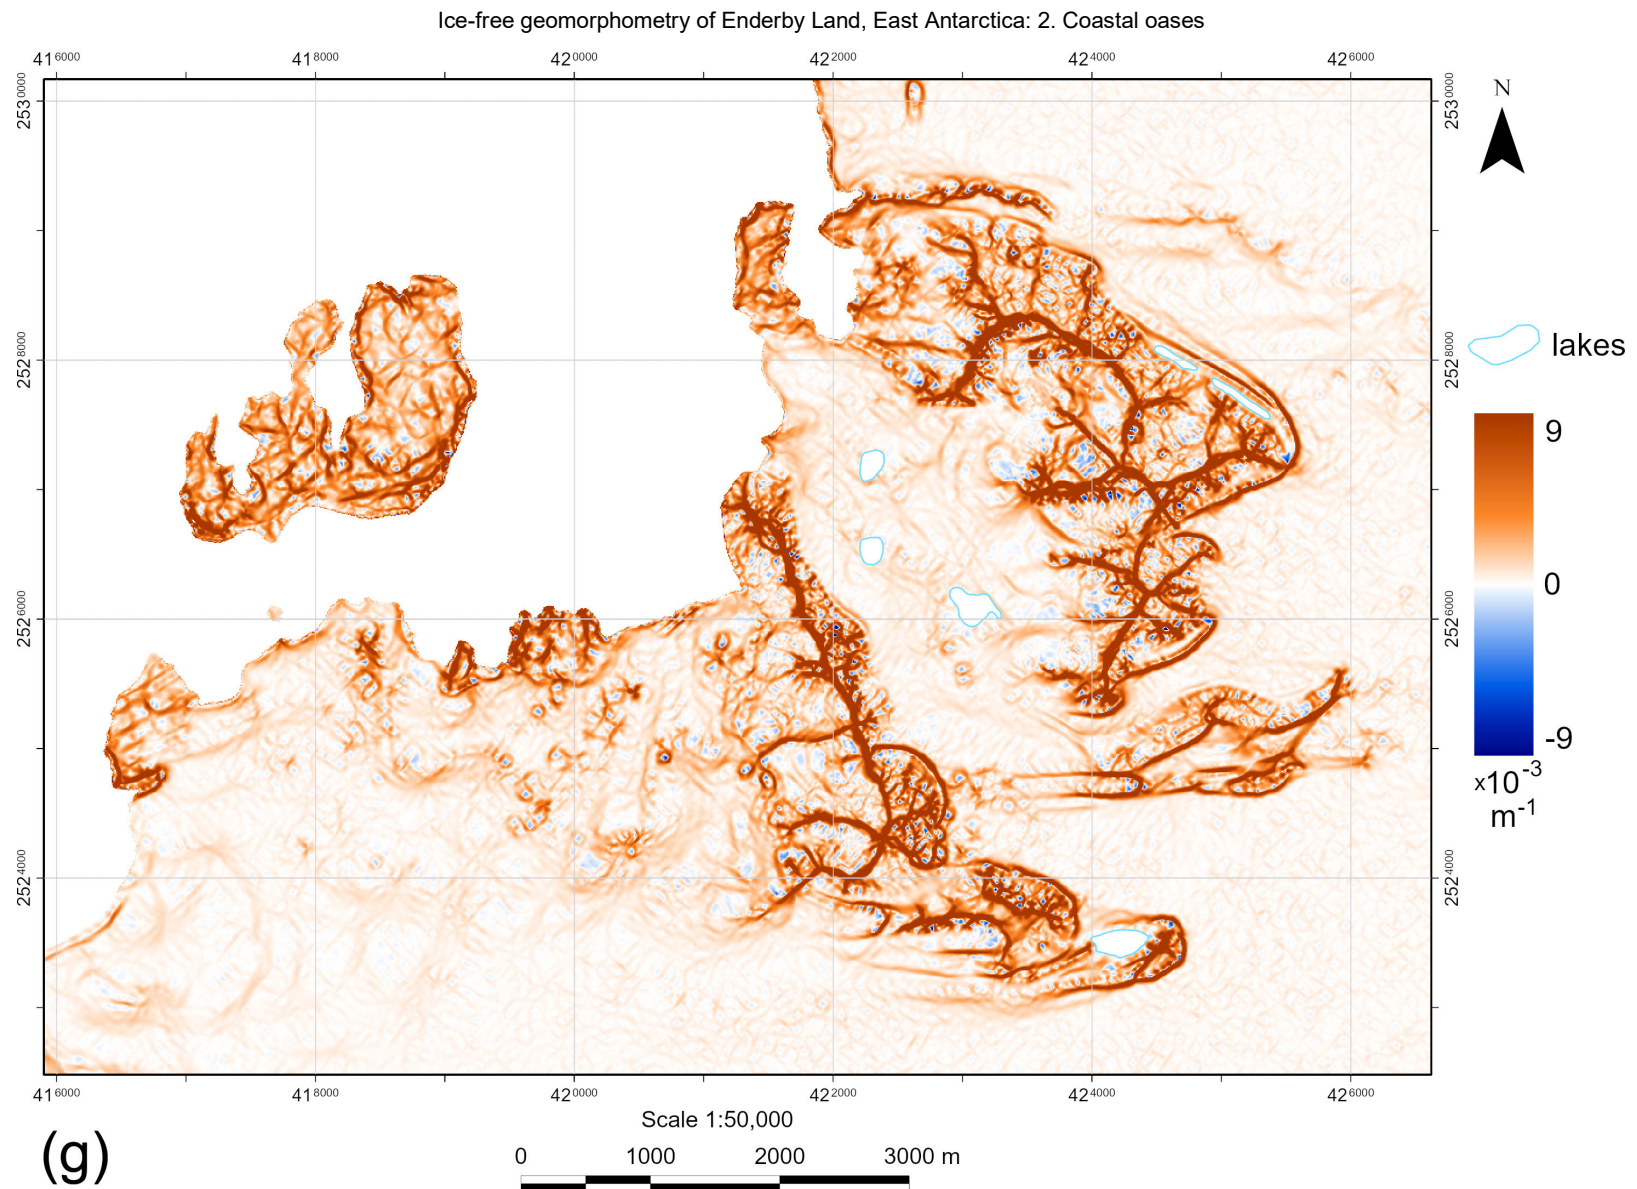 Ice-free geomorphometry of Enderby Land, East Antarctica: 2. Coastal oases
416000 418000 420000 422000 424000 426000
2530000
2528000
2526000
2524000
N
2530000
2528000
2526000
2524000
lakes
9
0
-9
x10-3
m-1
416000 418000 420000 422000 424000 426000
Scale 1:50,000
(g)
0 1000 2000 3000 m